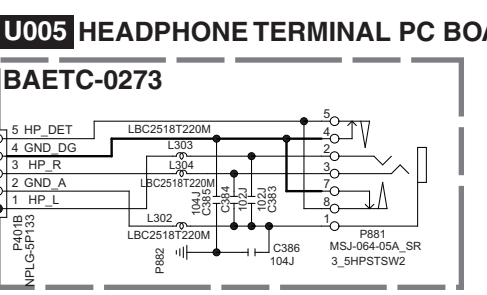 U005 HEADPHONE TERMINAL PC BOA
BAETC-0273
5 HP_DET
4 GND_DG
3 HP_R
2 GND_A
1 HP_L
P401B
NPLG-5P133
LBC2518T220M
L303
L304
LBC2518T220M
L302
LBC2518T220M
104J
C385
C384
102J
102J
C383
P882
C386
104J
5
4
2
3
7
8
1
P881
MSJ-064-05A_SR
3_5HPSTSW2